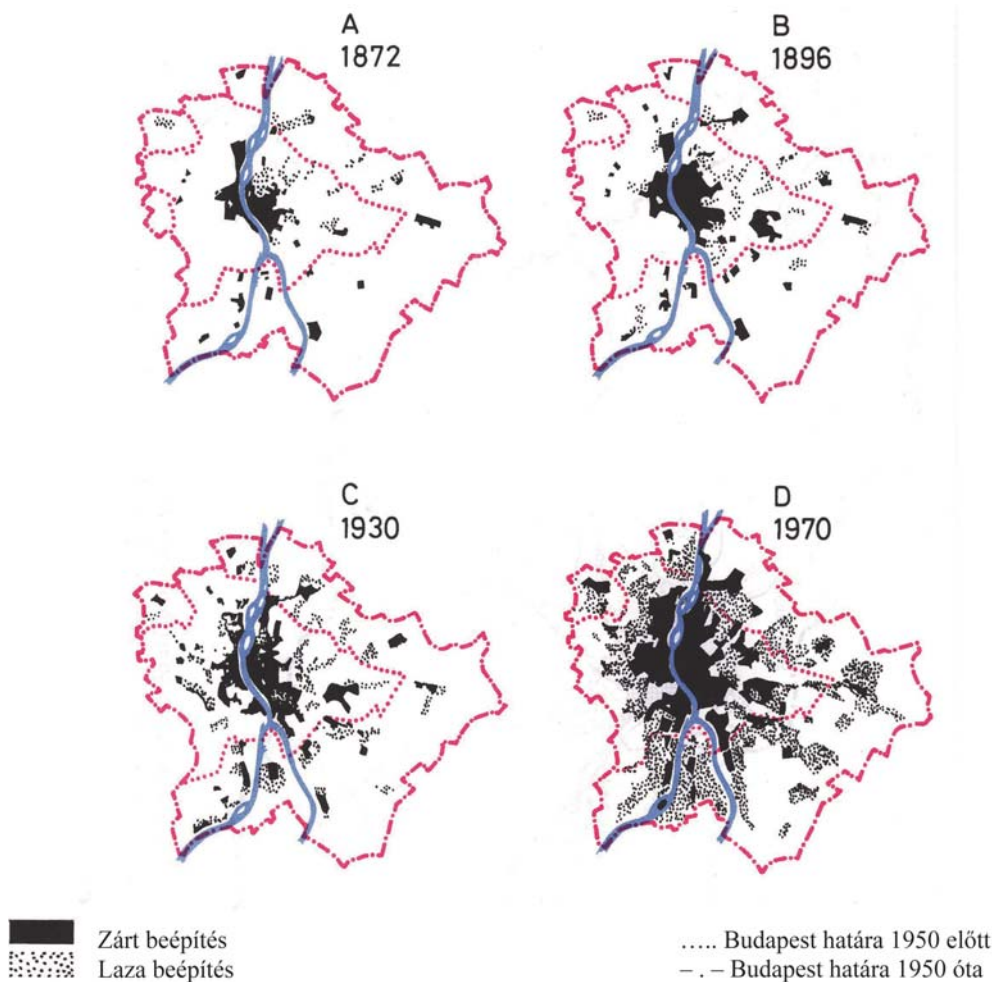 A
1872
B
1896
C
1930
D
1970
Zárt beépítés
Laza beépítés
..... Budapest határa 1950 előtt
– . – Budapest határa 1950 óta